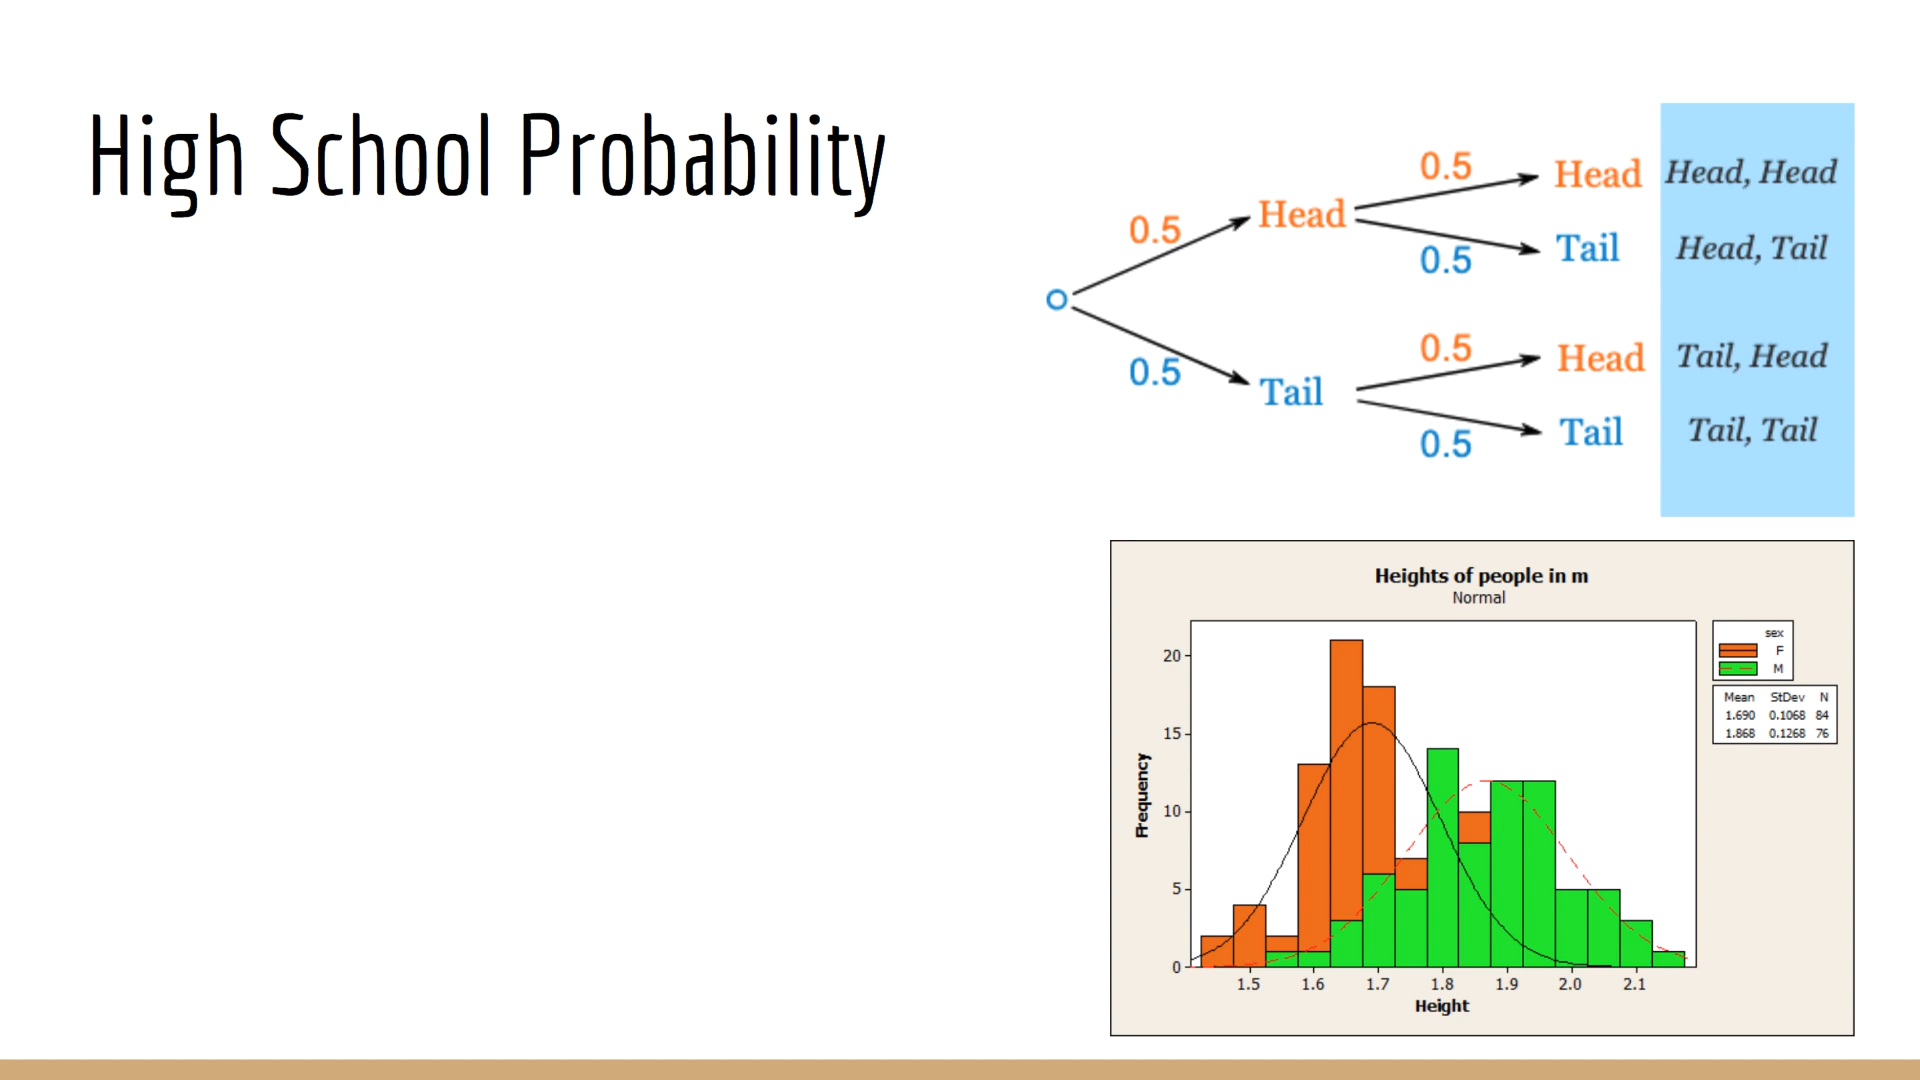 High School Probability
0.5 Head Head, Head
0.5 Head
0.5 Tail Head, Tail
0.5 Head Tail, Head
0.5 Tail
0.5 Tail Tail, Tail
Heights of people in m
Normal
sex
F
M
Mean StDev N
1.690 0.1068 84
1.868 0.1268 76
Frequency
20
15
10
5
0
1.5 1.6 1.7 1.8 1.9 2.0 2.1
Height